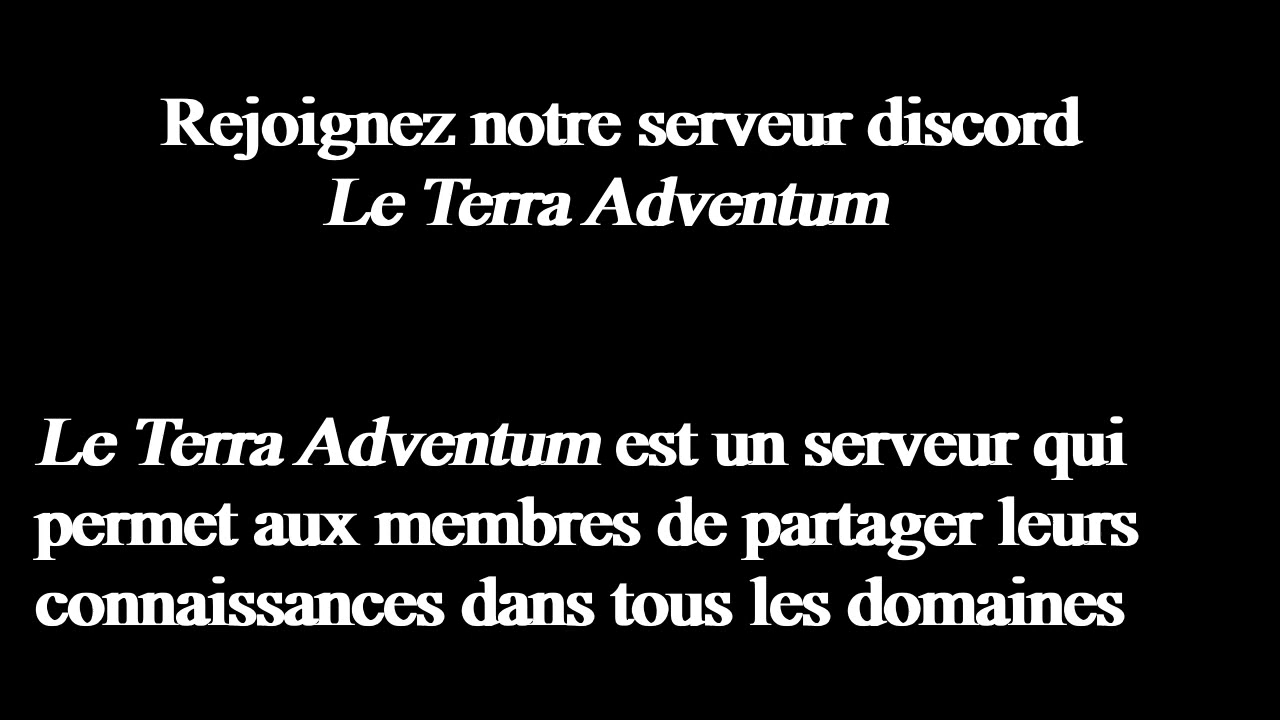 Rejoignez notre serveur discord
Le Terra Adventum
Le Terra Adventum est un serveur qui
permet aux membres de partager leurs
connaissances dans tous les domaines